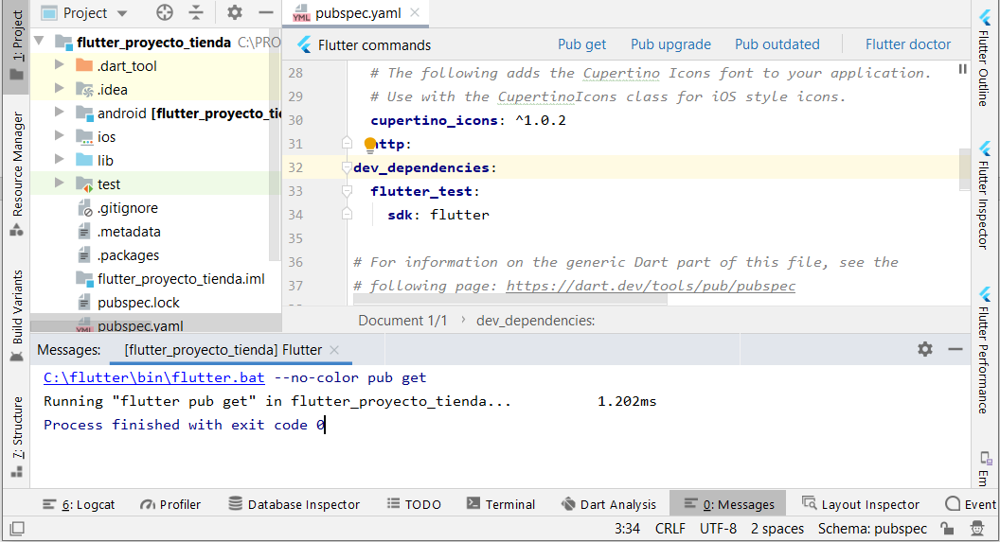 1: Project
Resource Manager
Build Variants
7: Structure
Project
flutter_proyecto_tienda C:\PRO
.dart_tool
.idea
android [flutter_proyecto_tie
ios
lib
test
.gitignore
.metadata
.packages
flutter_proyecto_tienda.iml
pubspec.lock
pubspec.yaml
YML pubspec.yaml
Flutter commands Pub get Pub upgrade Pub outdated Flutter doctor
28 # The following adds the Cupertino Icons font to your application.
29 # Use with the CupertinoIcons class for iOS style icons.
30 cupertino_icons: ^1.0.2
31 http:
32 dev_dependencies:
33 flutter_test:
34 sdk: flutter
35
36 # For information on the generic Dart part of this file, see the
37 # following page: https://dart.dev/tools/pub/pubspec
Document 1/1 › dev_dependencies:
Flutter Outline
Flutter Inspector
Flutter Performance
Em
Messages: [flutter_proyecto_tienda] Flutter
C:\flutter\bin\flutter.bat --no-color pub get
Running "flutter pub get" in flutter_proyecto_tienda... 1.202ms
Process finished with exit code 0
6: Logcat Profiler Database Inspector TODO Terminal Dart Analysis 0: Messages Layout Inspector Event
3:34 CRLF UTF-8 2 spaces Schema: pubspec